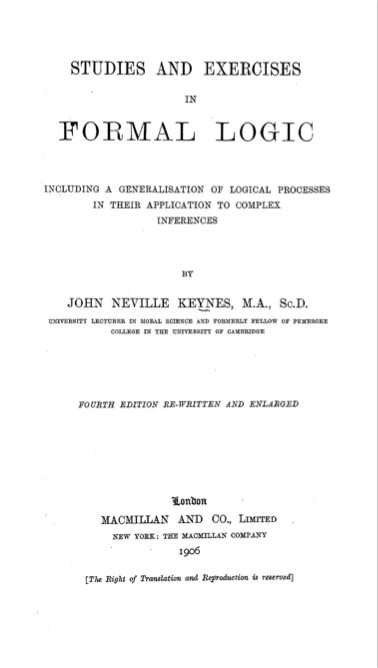 STUDIES AND EXERCISES
IN
FORMAL LOGIC
INCLUDING A GENERALISATION OF LOGICAL PROCESSES
IN THEIR APPLICATION TO COMPLEX
INFERENCES
BY
JOHN NEVILLE KEYNES, M.A., Sc.D.
UNIVERSITY LECTURER IN MORAL SCIENCE AND FORMERLY FELLOW OF PEMBROKE
COLLEGE IN THE UNIVERSITY OF CAMBRIDGE
FOURTH EDITION RE-WRITTEN AND ENLARGED
London
MACMILLAN AND CO., LIMITED
NEW YORK: THE MACMILLAN COMPANY
1906
[The Right of Translation and Reproduction is reserved]